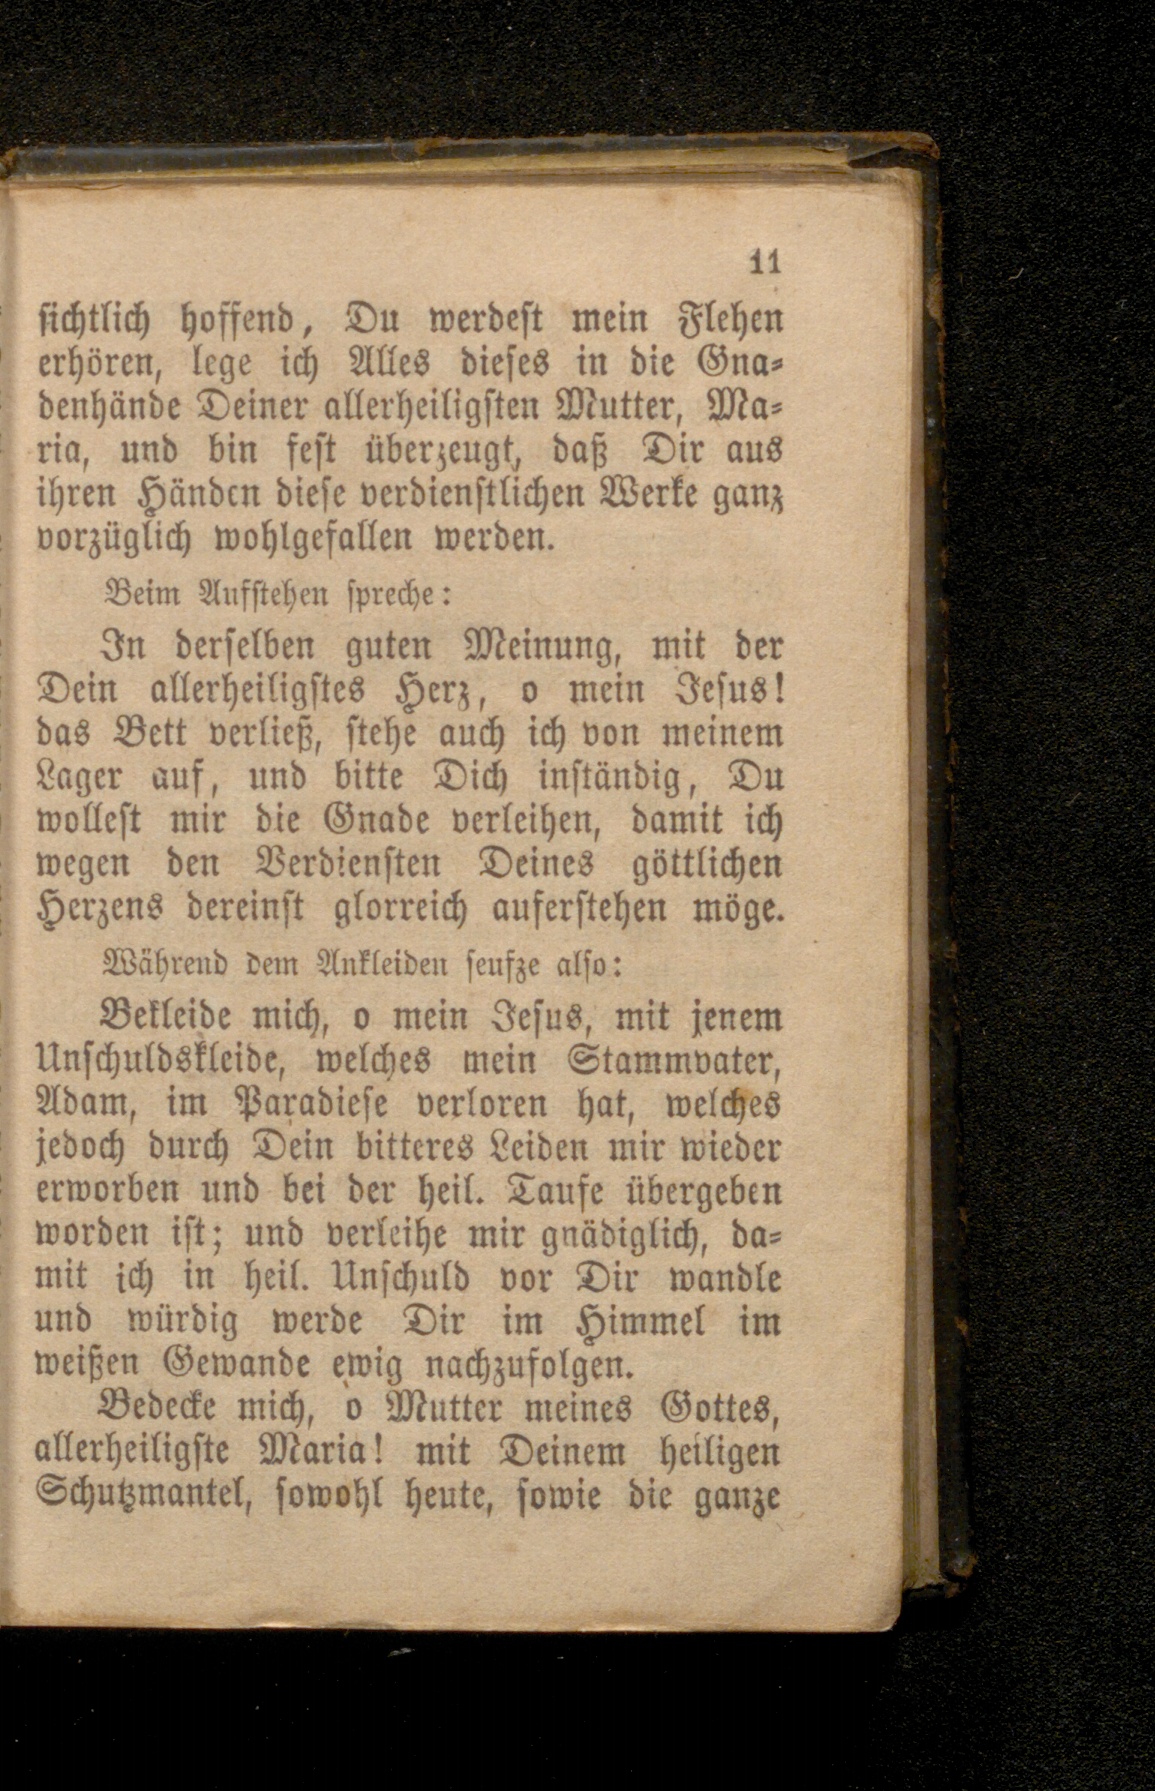 11
sichtlich hoffend, Du werdest mein Flehen
erhören, lege ich Alles dieses in die Gna-
denhände Deiner allerheiligsten Mutter, Ma-
ria, und bin fest überzeugt, daß Dir aus
ihren Händen diese verdienstlichen Werke ganz
vorzüglich wohlgefallen werden.
Beim Aufstehen spreche:
In derselben guten Meinung, mit der
Dein allerheiligstes Herz, o mein Jesus!
das Bett verließ, stehe auch ich von meinem
Lager auf, und bitte Dich inständig, Du
wollest mir die Gnade verleihen, damit ich
wegen den Verdiensten Deines göttlichen
Herzens dereinst glorreich auferstehen möge.
Während dem Ankleiden seufze also:
Bekleide mich, o mein Jesus, mit jenem
Unschuldskleide, welches mein Stammvater,
Adam, im Paradiese verloren hat, welches
jedoch durch Dein bitteres Leiden mir wieder
erworben und bei der heil. Taufe übergeben
worden ist; und verleihe mir gnädiglich, da-
mit ich in heil. Unschuld vor Dir wandle
und würdig werde Dir im Himmel im
weißen Gewande ewig nachzufolgen.
Bedecke mich, o Mutter meines Gottes,
allerheiligste Maria! mit Deinem heiligen
Schutzmantel, sowohl heute, sowie die ganze